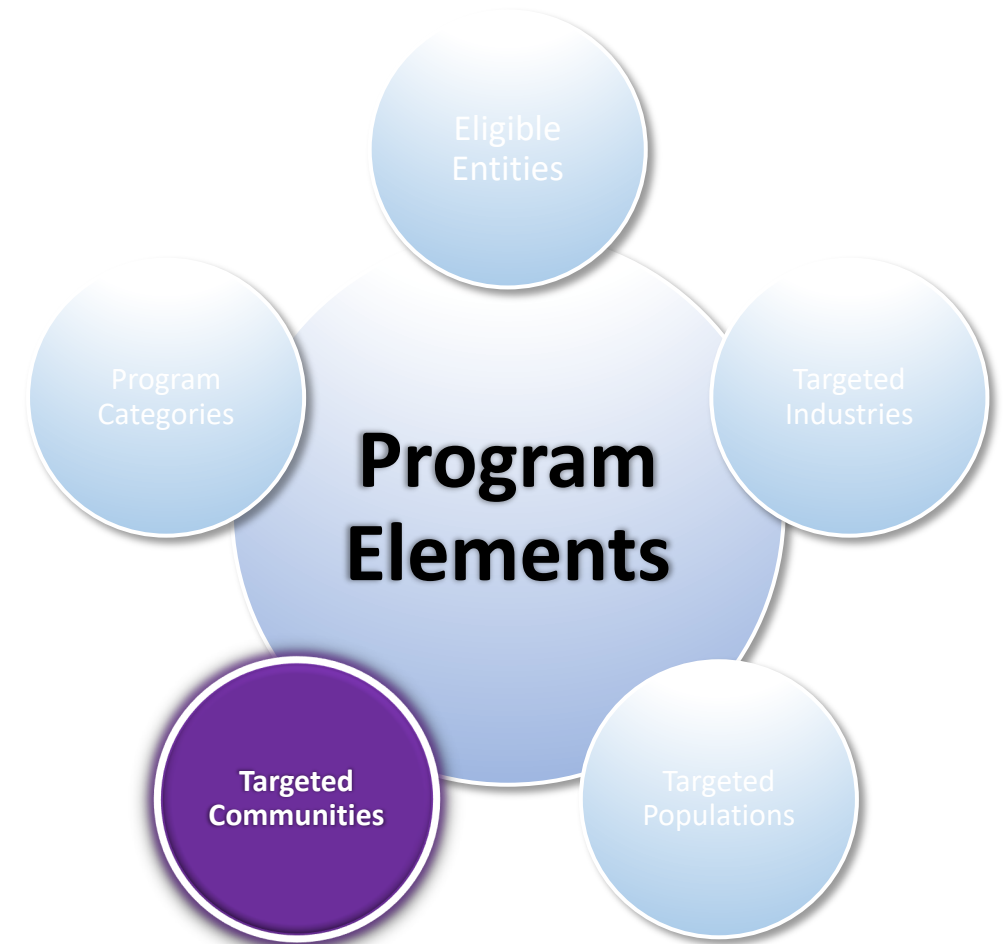 Eligible
Entities
Program
Categories
Targeted
Industries
Program
Elements
Targeted
Communities
Targeted
Populations